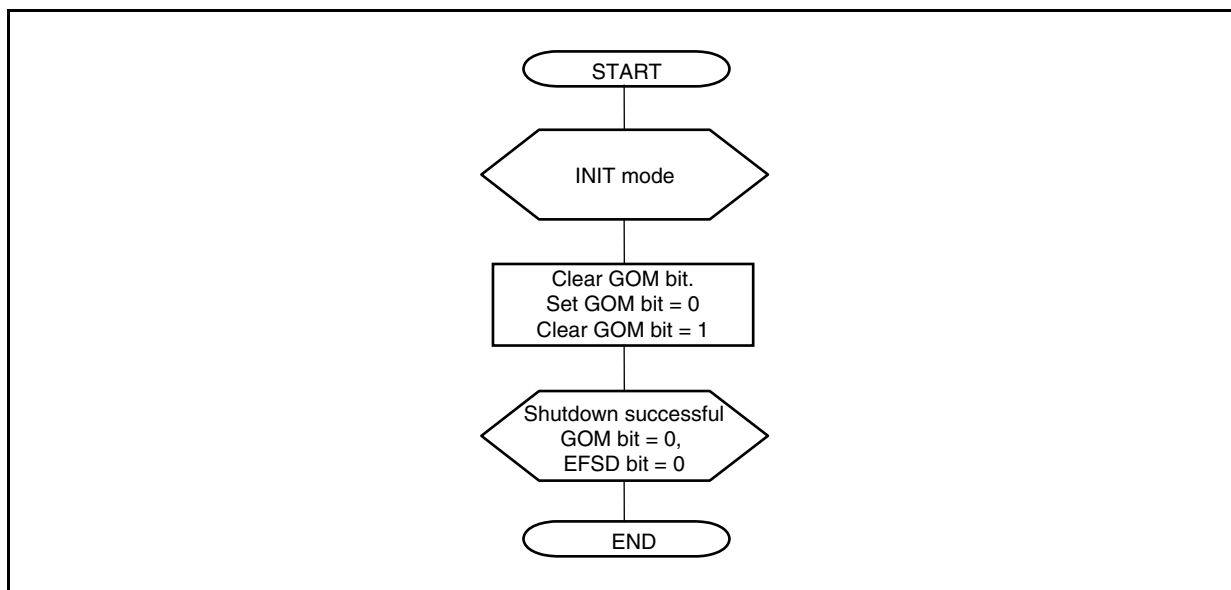 START
INIT mode
Clear GOM bit.
Set GOM bit = 0
Clear GOM bit = 1
Shutdown successful
GOM bit = 0,
EFSD bit = 0
END